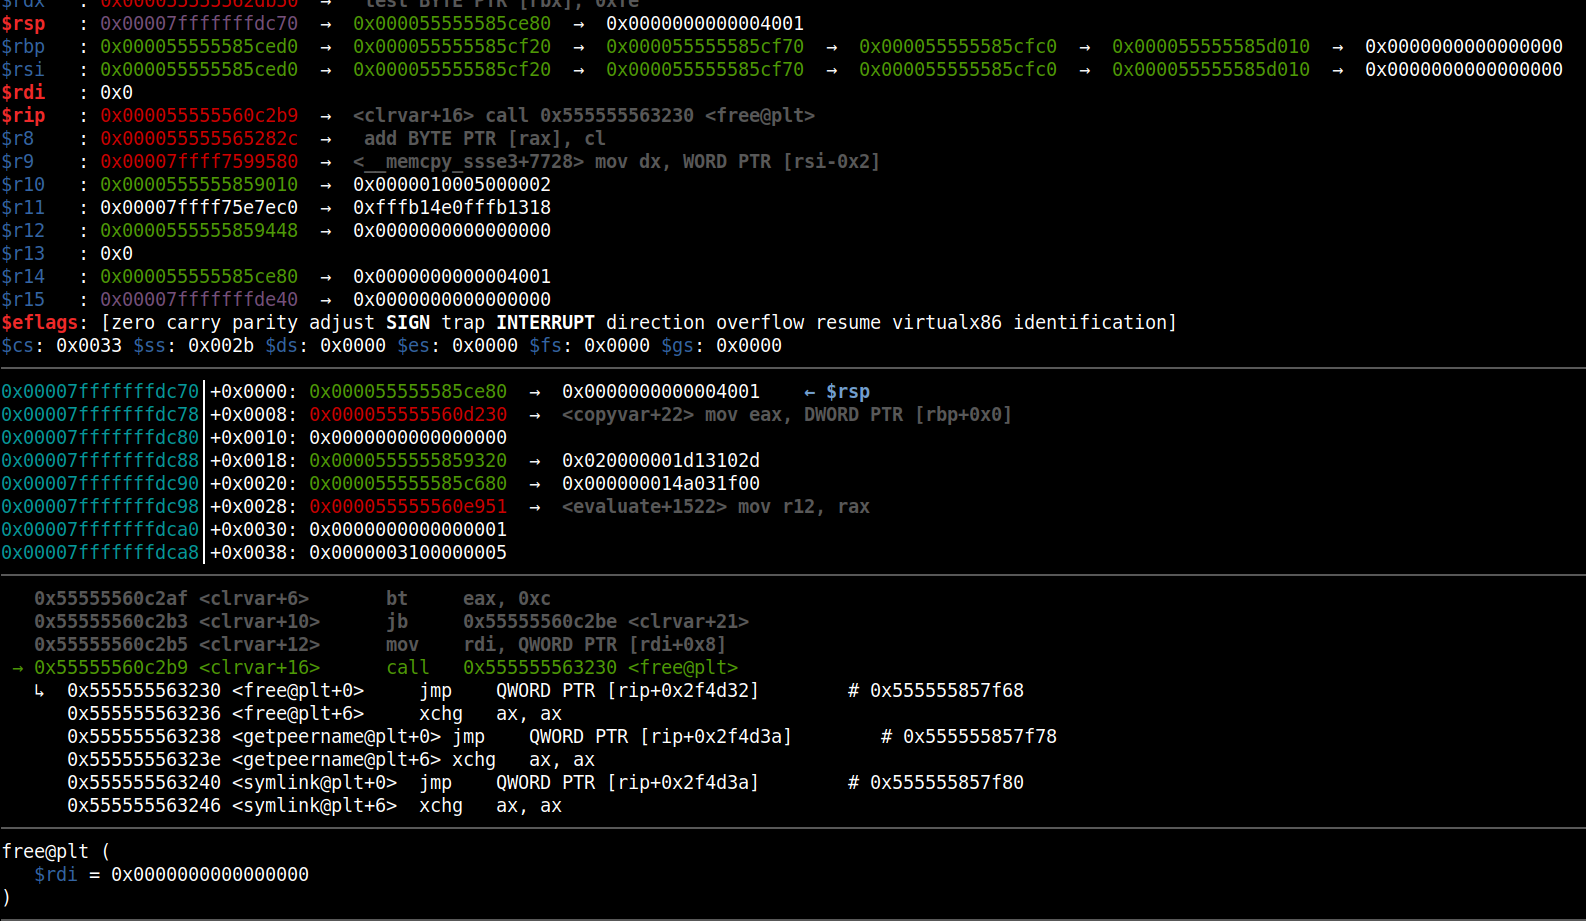 $rdx   : 0x000055555562db30  →   test BYTE PTR [rbx], 0xfe
$rsp   : 0x00007fffffffdc70  →  0x000055555585ce80  →  0x0000000000004001
$rbp   : 0x000055555585ced0  →  0x000055555585cf20  →  0x000055555585cf70  →  0x000055555585cfc0  →  0x000055555585d010  →  0x0000000000000000
$rsi   : 0x000055555585ced0  →  0x000055555585cf20  →  0x000055555585cf70  →  0x000055555585cfc0  →  0x000055555585d010  →  0x0000000000000000
$rdi   : 0x0
$rip   : 0x000055555560c2b9  →  <clrvar+16> call 0x555555563230 <free@plt>
$r8    : 0x000055555565282c  →   add BYTE PTR [rax], cl
$r9    : 0x00007ffff7599580  →  <__memcpy_ssse3+7728> mov dx, WORD PTR [rsi-0x2]
$r10   : 0x0000555555859010  →  0x0000010005000002
$r11   : 0x00007ffff75e7ec0  →  0xfffb14e0fffb1318
$r12   : 0x0000555555859448  →  0x0000000000000000
$r13   : 0x0
$r14   : 0x000055555585ce80  →  0x0000000000004001
$r15   : 0x00007fffffffde40  →  0x0000000000000000
$eflags: [zero carry parity adjust SIGN trap INTERRUPT direction overflow resume virtualx86 identification]
$cs: 0x0033 $ss: 0x002b $ds: 0x0000 $es: 0x0000 $fs: 0x0000 $gs: 0x0000
0x00007fffffffdc70│+0x0000: 0x000055555585ce80  →  0x0000000000004001    ← $rsp
0x00007fffffffdc78│+0x0008: 0x000055555560d230  →  <copyvar+22> mov eax, DWORD PTR [rbp+0x0]
0x00007fffffffdc80│+0x0010: 0x0000000000000000
0x00007fffffffdc88│+0x0018: 0x0000555555859320  →  0x020000001d13102d
0x00007fffffffdc90│+0x0020: 0x000055555585c680  →  0x000000014a031f00
0x00007fffffffdc98│+0x0028: 0x000055555560e951  →  <evaluate+1522> mov r12, rax
0x00007fffffffdca0│+0x0030: 0x0000000000000001
0x00007fffffffdca8│+0x0038: 0x0000003100000005
0x55555560c2af <clrvar+6>       bt     eax, 0xc
0x55555560c2b3 <clrvar+10>      jb     0x55555560c2be <clrvar+21>
0x55555560c2b5 <clrvar+12>      mov    rdi, QWORD PTR [rdi+0x8]
→ 0x55555560c2b9 <clrvar+16>      call   0x555555563230 <free@plt>
↳  0x555555563230 <free@plt+0>     jmp    QWORD PTR [rip+0x2f4d32]        # 0x555555857f68
0x555555563236 <free@plt+6>     xchg   ax, ax
0x555555563238 <getpeername@plt+0> jmp    QWORD PTR [rip+0x2f4d3a]        # 0x555555857f78
0x55555556323e <getpeername@plt+6> xchg   ax, ax
0x555555563240 <symlink@plt+0>  jmp    QWORD PTR [rip+0x2f4d3a]        # 0x555555857f80
0x555555563246 <symlink@plt+6>  xchg   ax, ax
free@plt (
$rdi = 0x0000000000000000
)